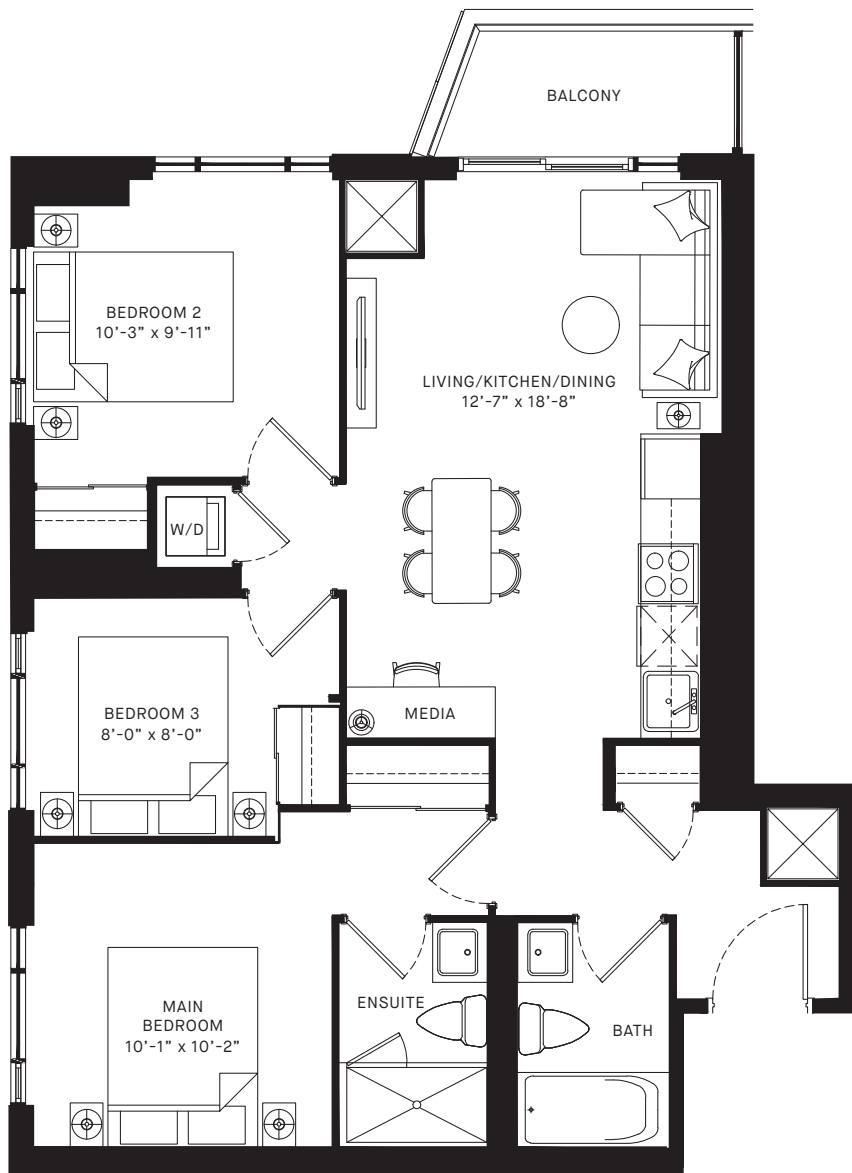 BALCONY
BEDROOM 2
10’-3” x 9’-11”
LIVING/KITCHEN/DINING
12’-7” x 18’-8”
W/D
BEDROOM 3
8’-0” x 8’-0”
MEDIA
MAIN
BEDROOM
10’-1” x 10’-2”
ENSUITE
BATH